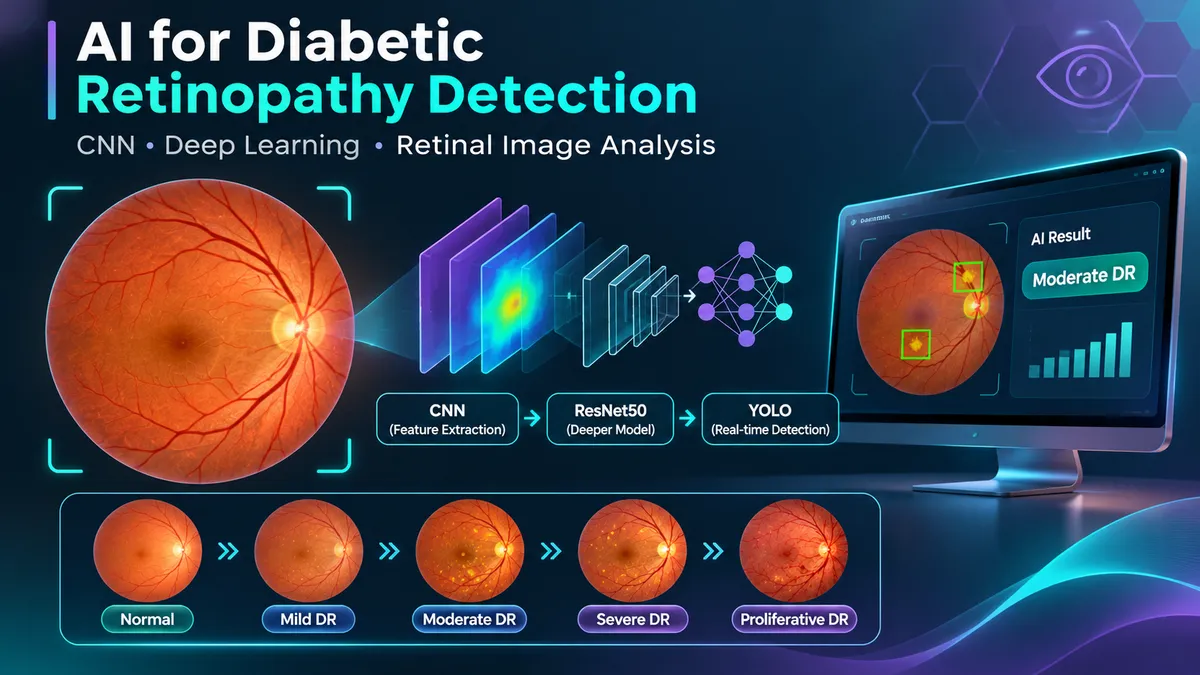 AI for Diabetic
Retinopathy Detection
CNN • Deep Learning • Retinal Image Analysis
CNN
(Feature Extraction)
ResNet50
(Deeper Model)
YOLO
(Real-time Detection)
AI Result
Moderate DR
Normal
Mild DR
Moderate DR
Severe DR
Proliferative DR